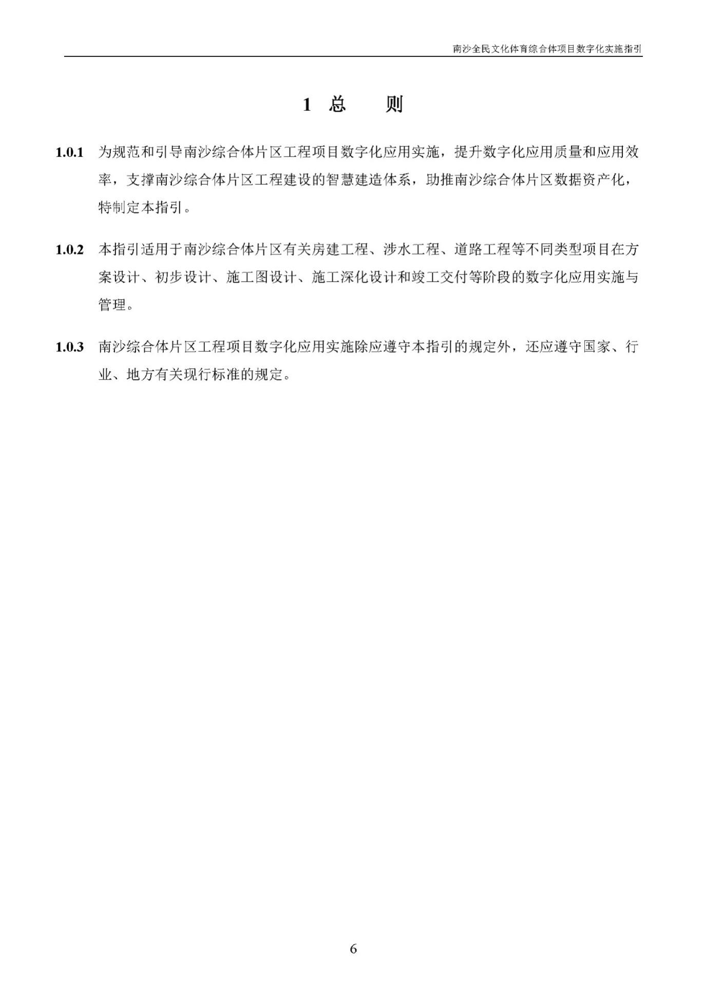 南沙全民文化体育综合体项目数字化实施指引
1 总 则
1.0.1 为规范和引导南沙综合体片区工程项目数字化应用实施，提升数字化应用质量和应用效
率，支撑南沙综合体片区工程建设的智慧建造体系，助推南沙综合体片区数据资产化，
特制定本指引。
1.0.2 本指引适用于南沙综合体片区有关房建工程、涉水工程、道路工程等不同类型项目在方
案设计、初步设计、施工图设计、施工深化设计和竣工交付等阶段的数字化应用实施与
管理。
1.0.3 南沙综合体片区工程项目数字化应用实施除应遵守本指引的规定外，还应遵守国家、行
业、地方有关现行标准的规定。
6